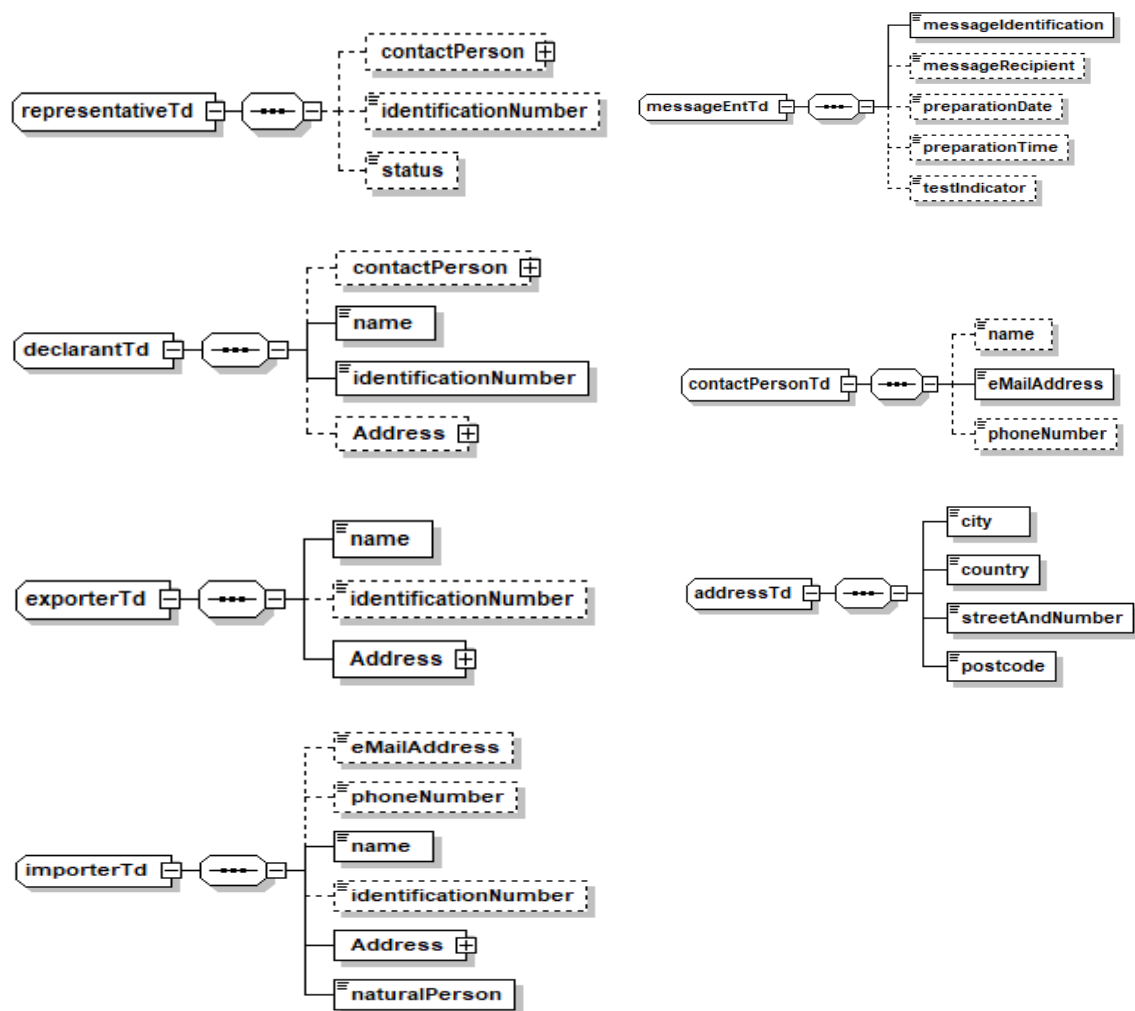 representativeTd
contactPerson
identificationNumber
status
messageEntTd
messageIdentification
messageRecipient
preparationDate
preparationTime
testIndicator
declarantTd
contactPerson
name
identificationNumber
Address
contactPersonTd
name
eMailAddress
phoneNumber
exporterTd
name
identificationNumber
Address
addressTd
city
country
streetAndNumber
postcode
importerTd
eMailAddress
phoneNumber
name
identificationNumber
Address
naturalPerson